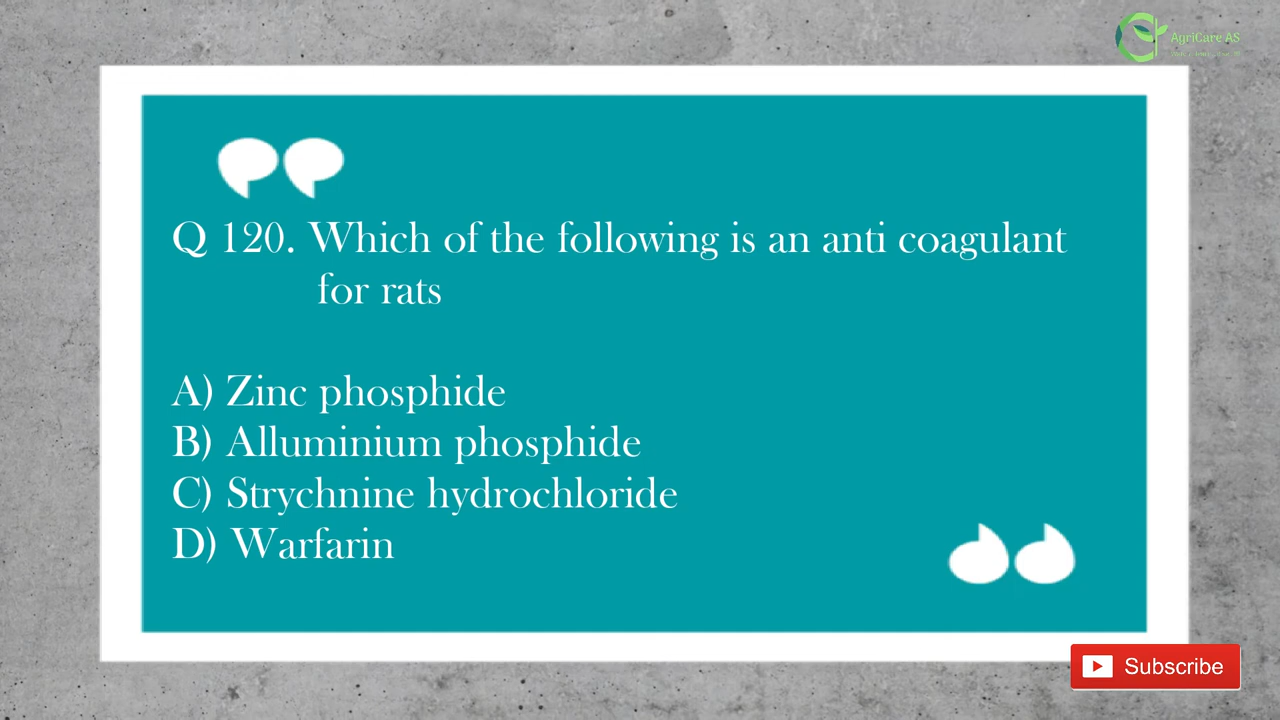 AgriCare AS
Q 120. Which of the following is an anti coagulant
for rats
A) Zinc phosphide
B) Alluminium phosphide
C) Strychnine hydrochloride
D) Warfarin
Subscribe